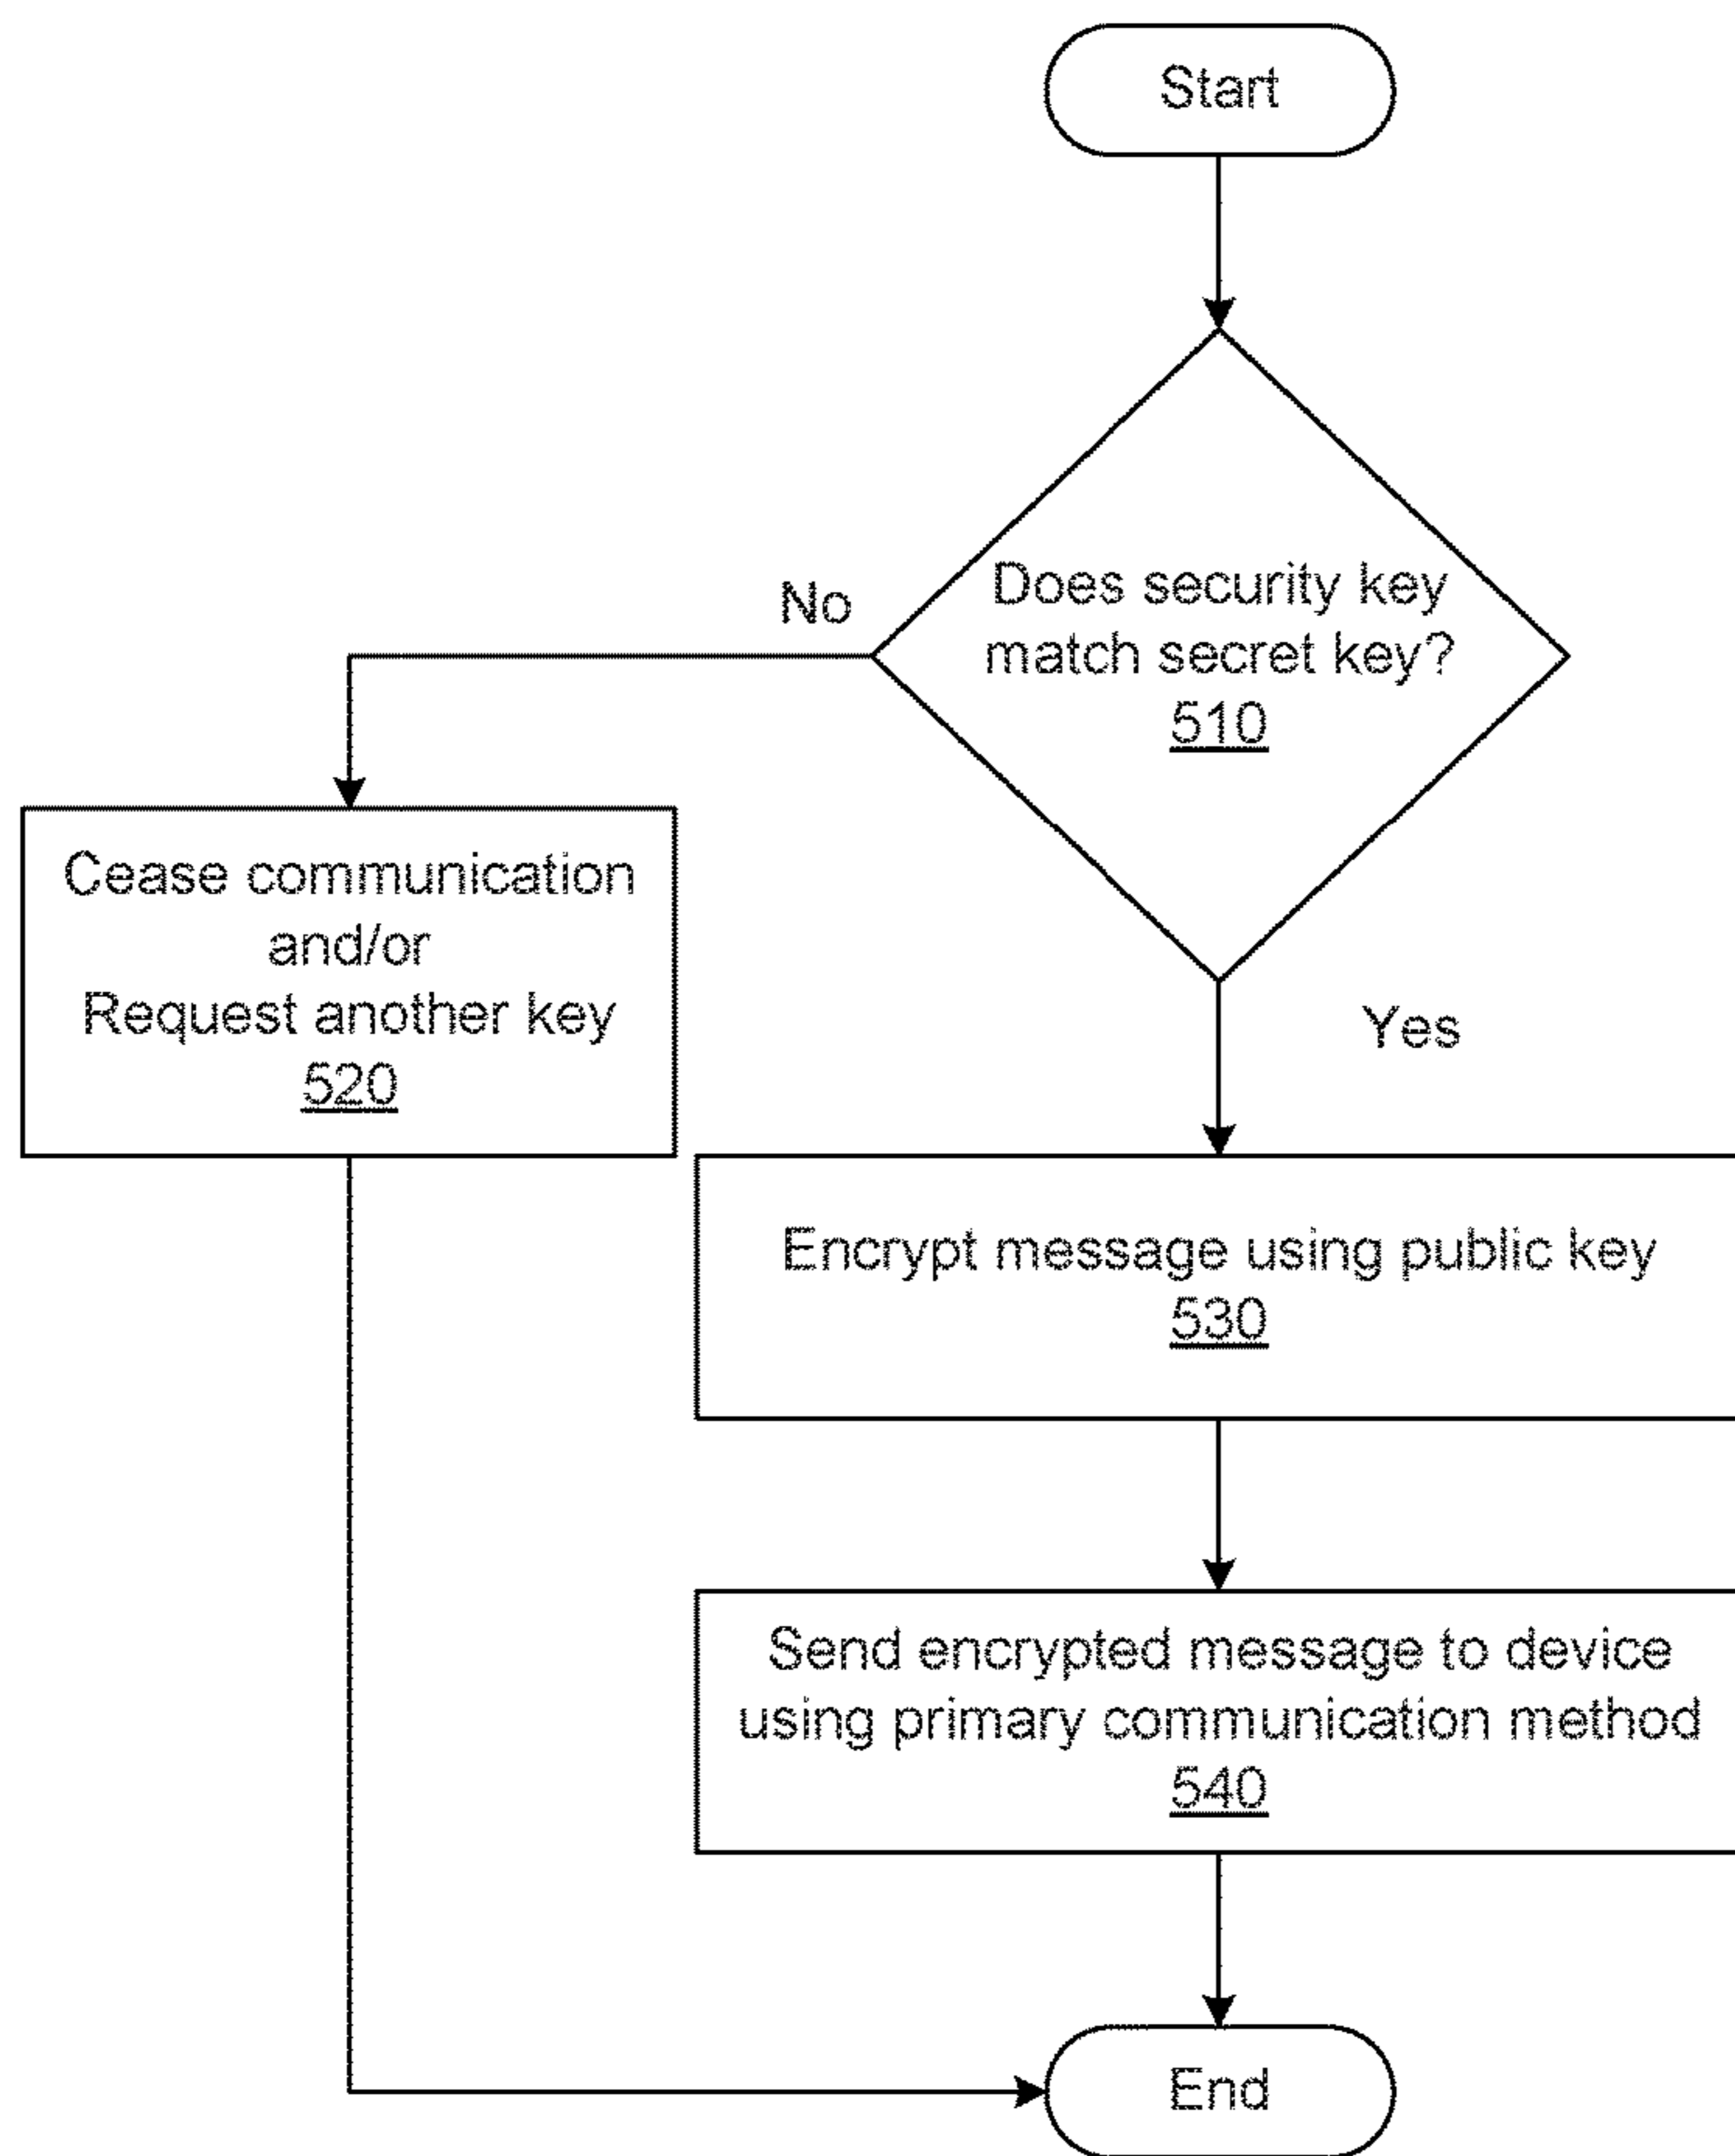 Start
Does security key
match secret key?
510
No
Yes
Cease communication
and/or
Request another key
520
Encrypt message using public key
530
Send encrypted message to device
using primary communication method
540
End